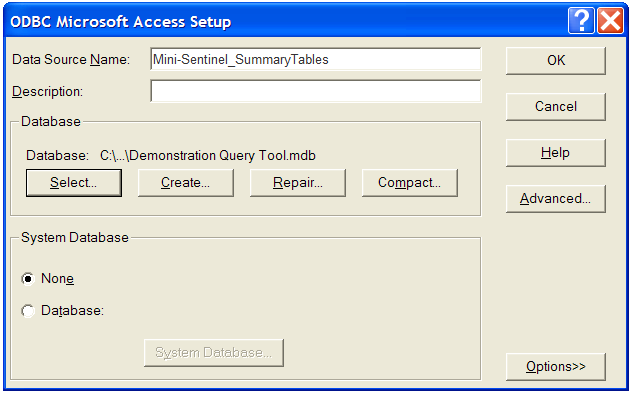 ODBC Microsoft Access Setup
Data Source Name: Mini-Sentinel_SummaryTables
OK
Description:
Cancel
Database
Database: C:\...\Demonstration Query Tool.mdb
Help
Select... Create... Repair... Compact...
Advanced...
System Database
None
Database:
System Database...
Options>>